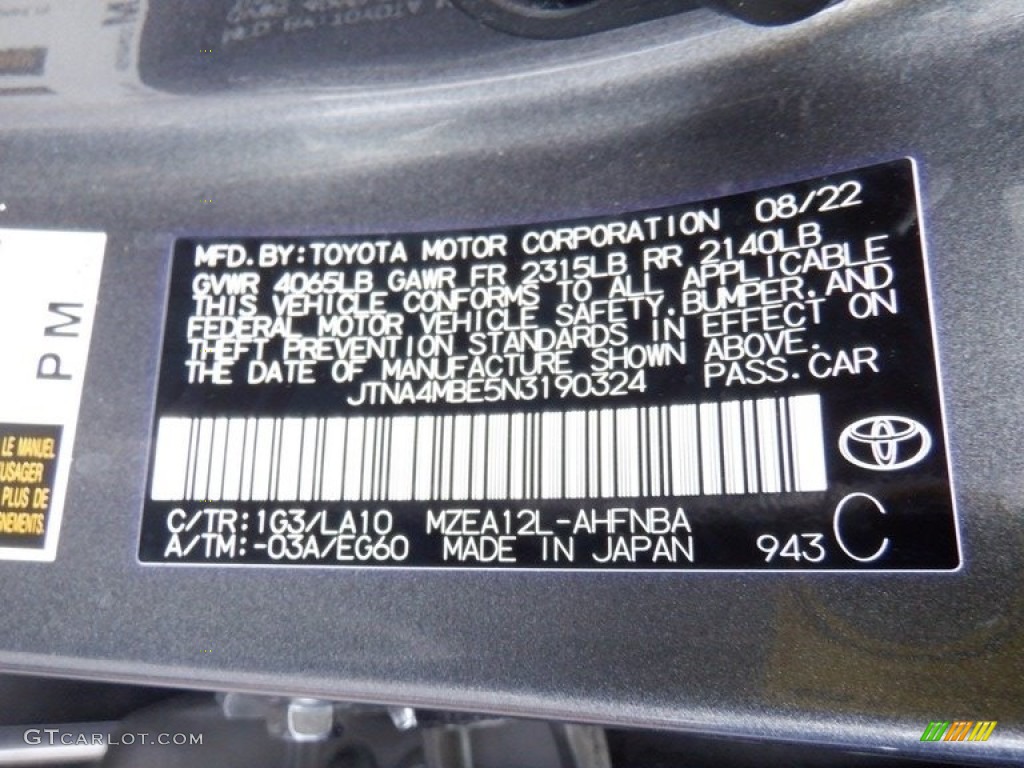 MFD. BY: TOYOTA MOTOR CORPORATION 08/22
GVWR 4065LB GAWR FR 2315LB RR 2140LB
THIS VEHICLE CONFORMS TO ALL APPLICABLE
FEDERAL MOTOR VEHICLE SAFETY, BUMPER, AND
THEFT PREVENTION STANDARDS IN EFFECT ON
THE DATE OF MANUFACTURE SHOWN ABOVE.
JTNA4MBE5N3190324 PASS. CAR
C/TR: 1G3/LA10 MZEA12L-AHFNBA
A/TM: -03A/EG60 MADE IN JAPAN 943 C
PM
LE MANUEL
USAGER
PLUS DE
GTCarLot.com